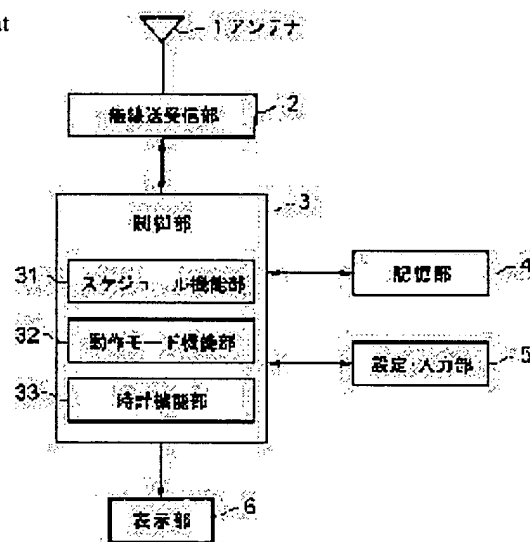 at
1 アンテナ
無線送受信部
2
3
制御部
31
スケジュール機能部
4
記憶部
32
動作モード機能部
5
設定・入力部
33
時計機能部
6
表示部